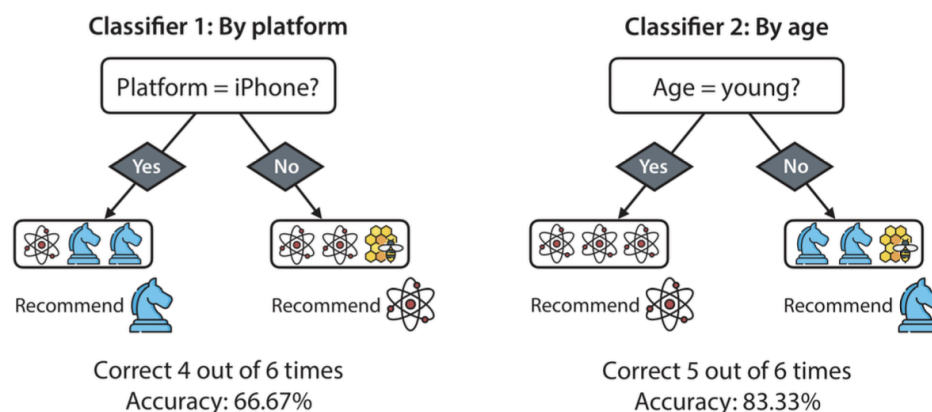 Classifier 1: By platform
Platform = iPhone?
Yes
No
Recommend
Recommend
Correct 4 out of 6 times
Accuracy: 66.67%
Classifier 2: By age
Age = young?
Yes
No
Recommend
Recommend
Correct 5 out of 6 times
Accuracy: 83.33%